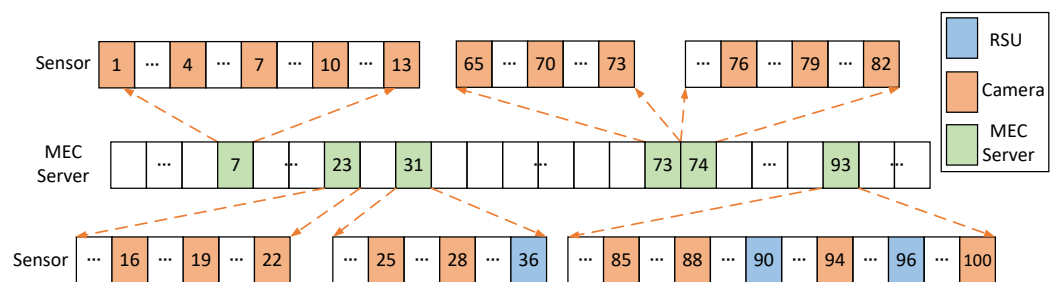 Sensor 1 ... 4 ... 7 ... 10 ... 13 65 ... 70 ... 73 ... 76 ... 79 ... 82
RSU
Camera
MEC
Server
MEC
Server
... 7 ... 23 31 ... ... 73 74 ... 93 ...
Sensor ... 16 ... 19 ... 22 ... 25 ... 28 ... 36 ... 85 ... 88 ... 90 ... 94 ... 96 ... 100